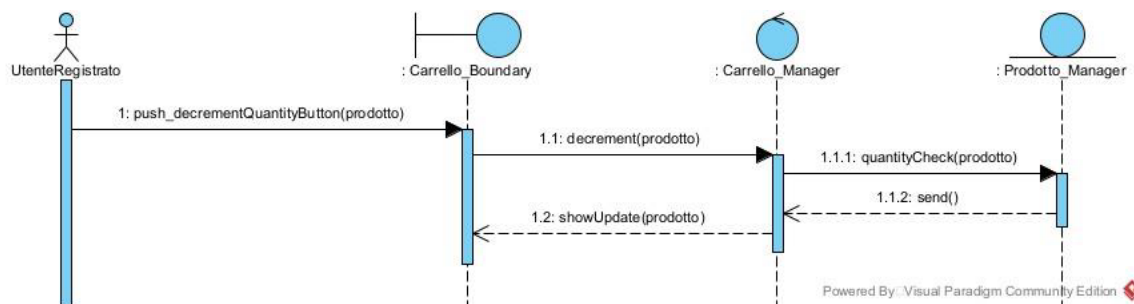 UtenteRegistrato
: Carrello_Boundary
: Carrello_Manager
: Prodotto_Manager
1: push_decrementQuantityButton(prodotto)
1.1: decrement(prodotto)
1.1.1: quantityCheck(prodotto)
1.1.2: send()
1.2: showUpdate(prodotto)
Powered By Visual Paradigm Community Edition